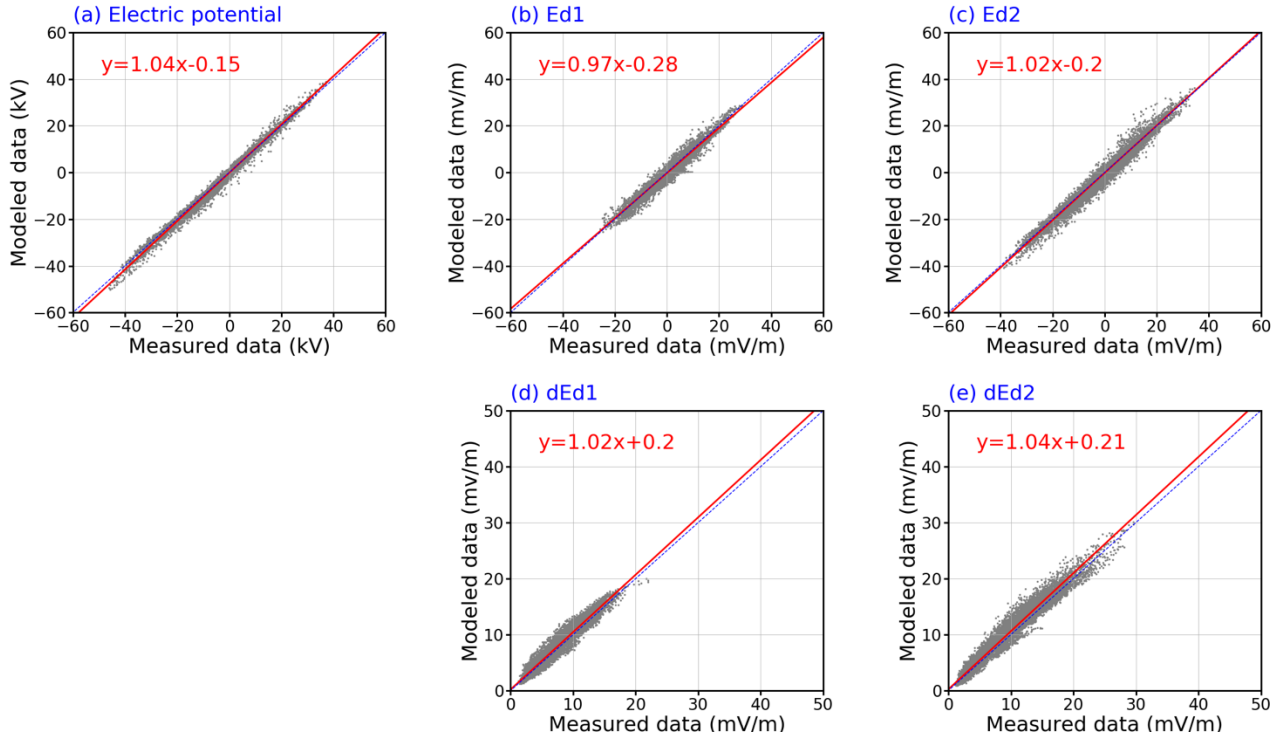 (a) Electric potential
(b) Ed1
(c) Ed2
y=1.04x-0.15
y=0.97x-0.28
y=1.02x-0.2
Modeled data (kV)
60
40
20
0
−20
−40
−60
−60 −40 −20 0 20 40 60
Measured data (kV)
Modeled data (mv/m)
60
40
20
0
−20
−40
−60
−60 −40 −20 0 20 40 60
Measured data (mV/m)
Modeled data (mv/m)
60
40
20
0
−20
−40
−60
−60 −40 −20 0 20 40 60
Measured data (mV/m)
(d) dEd1
(e) dEd2
y=1.02x+0.2
y=1.04x+0.21
Modeled data (mv/m)
50
40
30
20
10
0
0 10 20 30 40 50
Measured data (mV/m)
Modeled data (mv/m)
50
40
30
20
10
0
0 10 20 30 40 50
Measured data (mV/m)